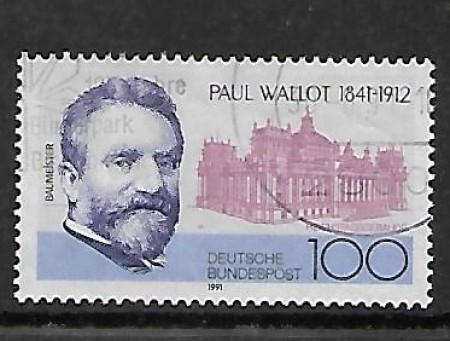 PAUL WALLOT 1841-1912
BAUMEISTER
DEUTSCHE
BUNDESPOST
100
1991